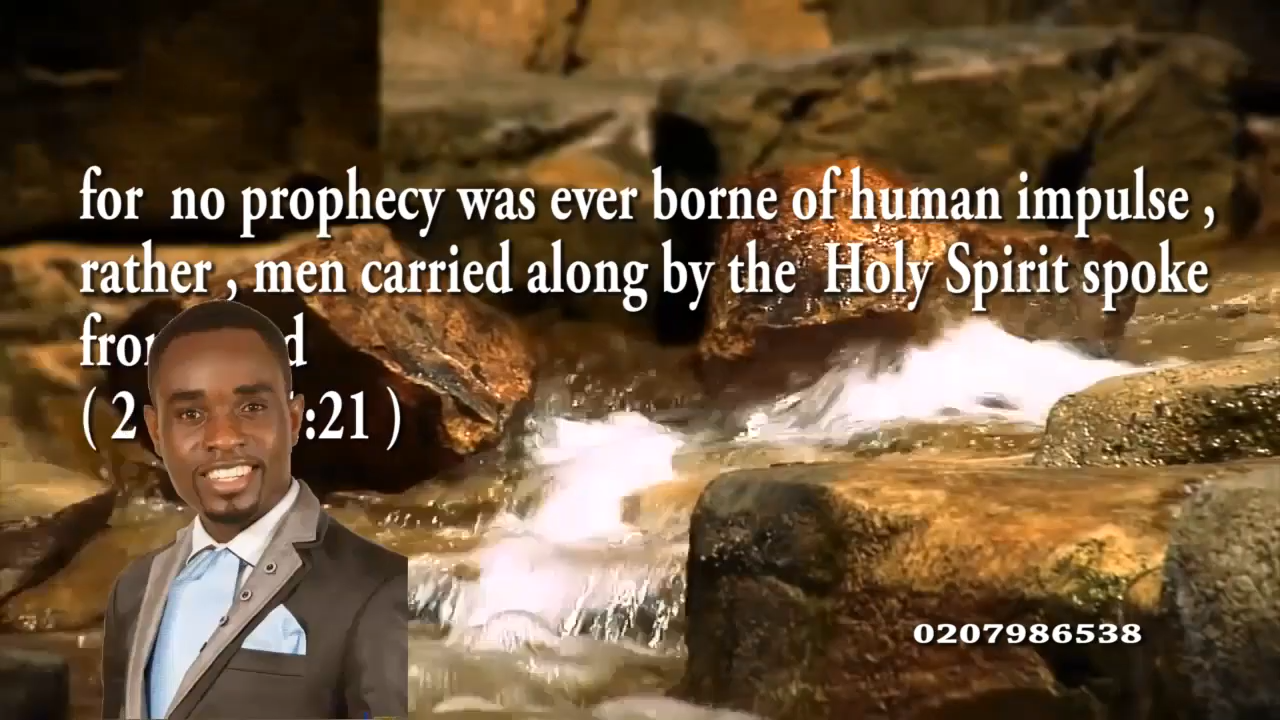 for no prophecy was ever borne of human impulse ,
rather , men carried along by the Holy Spirit spoke
( 2 :21 )
0207986538